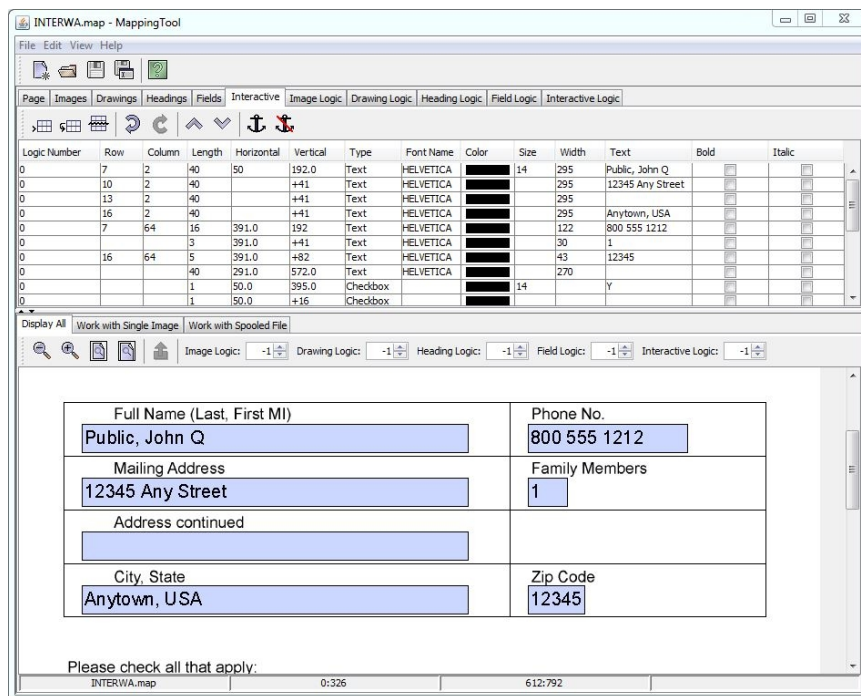 INTERWA.map - MappingTool
File Edit View Help
Page Images Drawings Headings Fields Interactive Image Logic Drawing Logic Heading Logic Field Logic Interactive Logic
Logic Number Row Column Length Horizontal Vertical Type Font Name Color Size Width Text Bold Italic
0 7 2 40 50 192.0 Text HELVETICA 14 295 Public, John Q
0 10 2 40 +41 Text HELVETICA 295 12345 Any Street
0 13 2 40 +41 Text HELVETICA 295
0 16 2 40 +41 Text HELVETICA 295 Anytown, USA
0 7 64 16 391.0 192 Text HELVETICA 122 800 555 1212
0 3 391.0 +41 Text HELVETICA 30 1
0 16 64 5 391.0 +82 Text HELVETICA 43 12345
0 40 291.0 572.0 Text HELVETICA 270
0 1 50.0 395.0 Checkbox 14 Y
0 1 50.0 +16 Checkbox
Display All Work with Single Image Work with Spooled File
Image Logic: -1 Drawing Logic: -1 Heading Logic: -1 Field Logic: -1 Interactive Logic: -1
Full Name (Last, First MI) Phone No.
Public, John Q 800 555 1212
Mailing Address Family Members
12345 Any Street 1
Address continued
City, State Zip Code
Anytown, USA 12345
Please check all that apply:
INTERWA.map 0:326 612:792